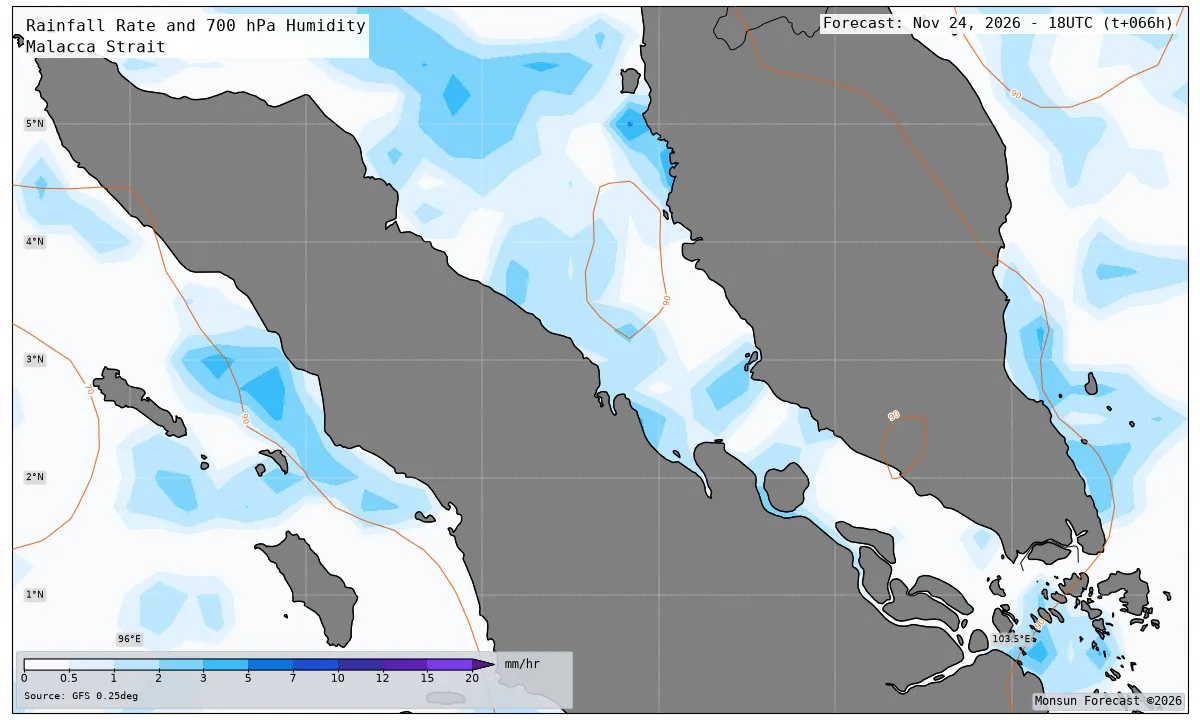 Rainfall Rate and 700 hPa Humidity
Malacca Strait
Forecast: Nov 24, 2026 - 18UTC (t+066h)
90
5°N
4°N
90
3°N
70
90
90
2°N
1°N
90
96°E
103.5°E
mm/hr
0 0.5 1 2 3 5 7 10 12 15 20
Source: GFS 0.25deg
Monsun Forecast ©2026